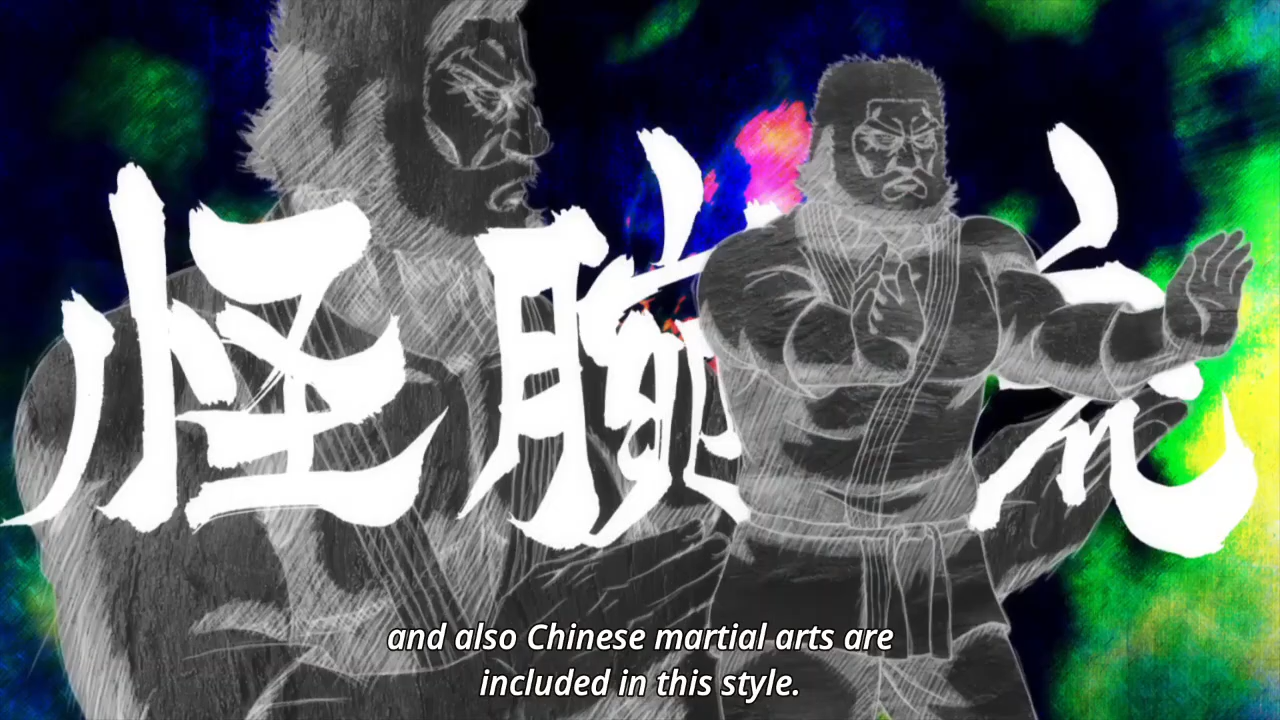 怪腕流
and also Chinese martial arts are
included in this style.